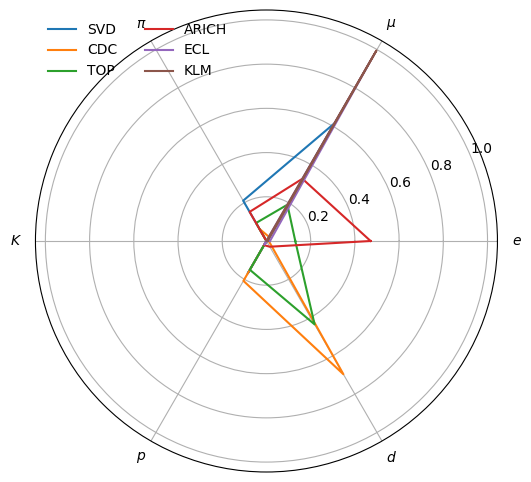 π
μ
SVD ARICH
CDC ECL
TOP KLM
1.0
0.8
0.6
0.4
0.2
K
e
p
d